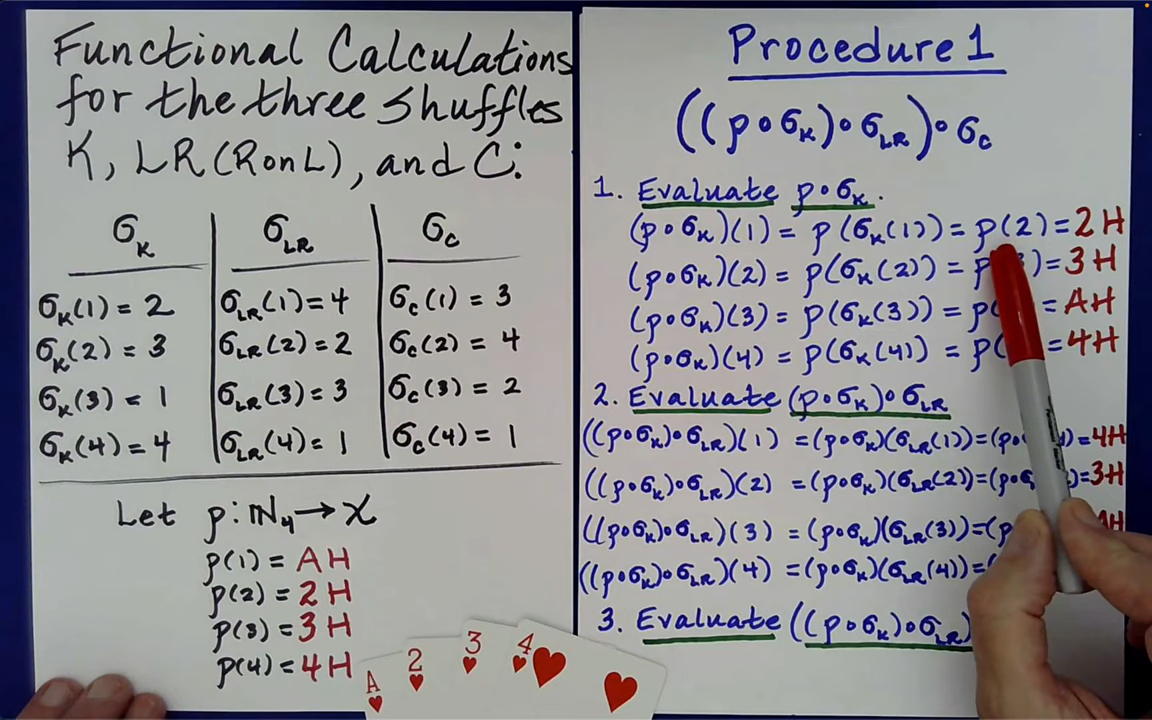 Functional Calculations
for the three shuffles
K, LR(RonL), and C:
σK | σLR | σC
σK(1) = 2 | σLR(1) = 4 | σC(1) = 3
σK(2) = 3 | σLR(2) = 2 | σC(2) = 4
σK(3) = 1 | σLR(3) = 3 | σC(3) = 2
σK(4) = 4 | σLR(4) = 1 | σC(4) = 1
Let p: ℕ4 → X
p(1) = AH
p(2) = 2H
p(3) = 3H
p(4) = 4H
A 2 3 4
Procedure 1
((p∘σK)∘σLR)∘σC
1. Evaluate p∘σK.
(p∘σK)(1) = p(σK(1)) = p(2) = 2H
(p∘σK)(2) = p(σK(2)) = p( ) = 3H
(p∘σK)(3) = p(σK(3)) = p( = AH
(p∘σK)(4) = p(σK(4)) = p( = 4H
2. Evaluate (p∘σK)∘σLR
((p∘σK)∘σLR)(1) = (p∘σK)(σLR(1)) = (p∘ ) = 4H
((p∘σK)∘σLR)(2) = (p∘σK)(σLR(2)) = (p∘ = 3H
((p∘σK)∘σLR)(3) = (p∘σK)(σLR(3)) = (p AH
((p∘σK)∘σLR)(4) = (p∘σK)(σLR(4)) =
3. Evaluate ((p∘σK)∘σLR)